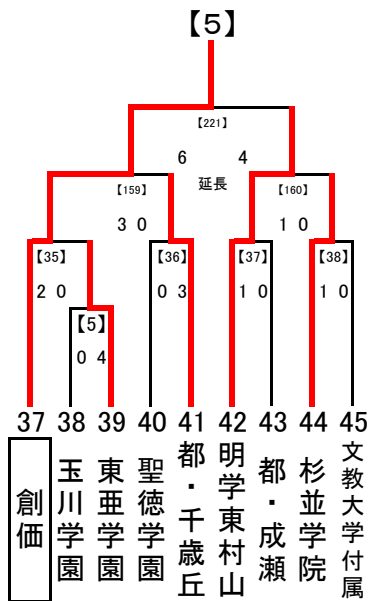 【5】
【221】
6 4
延長
【159】 【160】
3 0 1 0
【35】 【36】 【37】 【38】
2 0 0 3 1 0 1 0
【5】
0 4
37 38 39 40 41 42 43 44 45
創価
玉川学園
東亜学園
聖徳学園
都・千歳丘
明学東村山
都・成瀬
杉並学院
文教大学付属